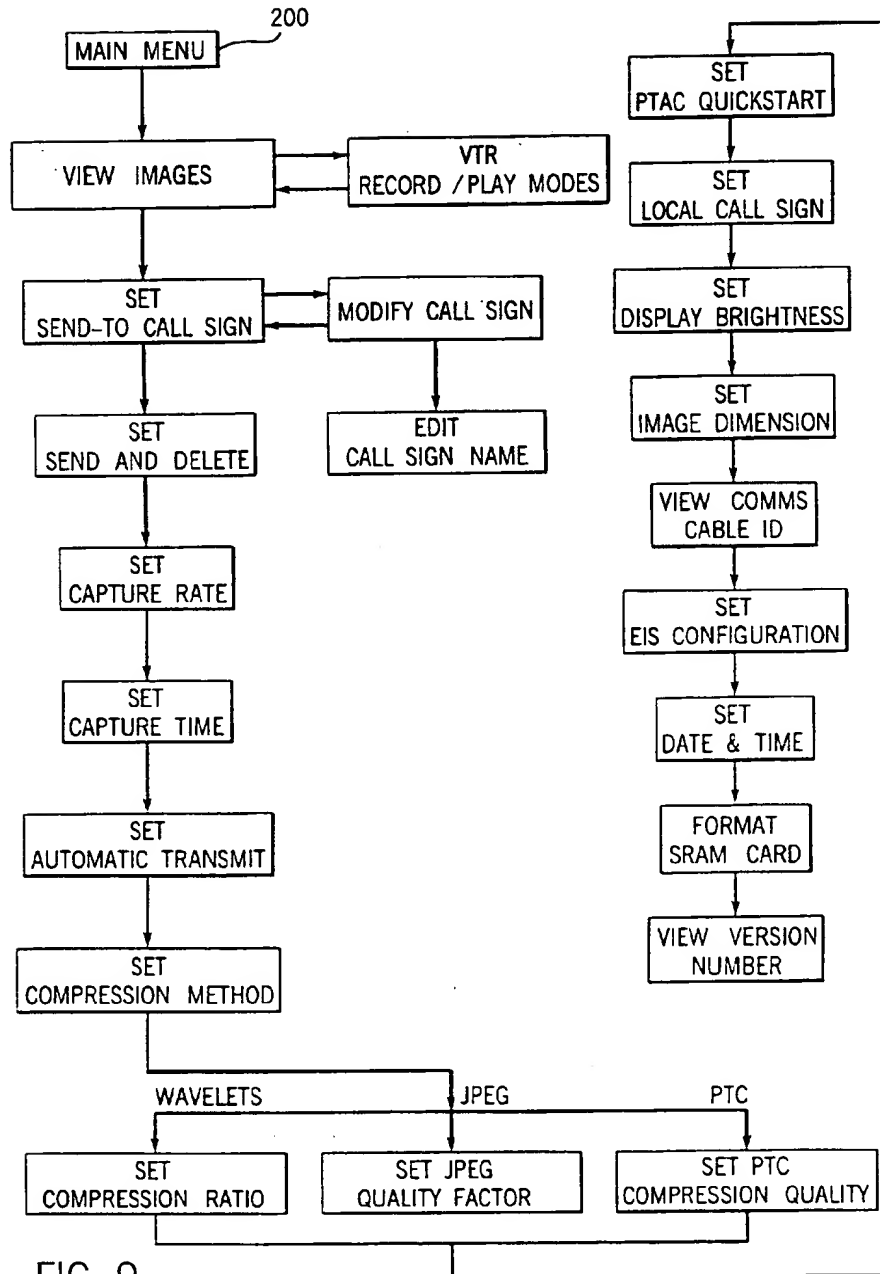 200
MAIN MENU
VIEW IMAGES
VTR
RECORD / PLAY MODES
SET
SEND-TO CALL SIGN
MODIFY CALL SIGN
EDIT
CALL SIGN NAME
SET
SEND AND DELETE
SET
CAPTURE RATE
SET
CAPTURE TIME
SET
AUTOMATIC TRANSMIT
SET
COMPRESSION METHOD
WAVELETS
JPEG
PTC
SET
COMPRESSION RATIO
SET JPEG
QUALITY FACTOR
SET PTC
COMPRESSION QUALITY
SET
PTAC QUICKSTART
SET
LOCAL CALL SIGN
SET
DISPLAY BRIGHTNESS
SET
IMAGE DIMENSION
VIEW COMMS
CABLE ID
SET
EIS CONFIGURATION
SET
DATE & TIME
FORMAT
SRAM CARD
VIEW VERSION
NUMBER
FIG. 9